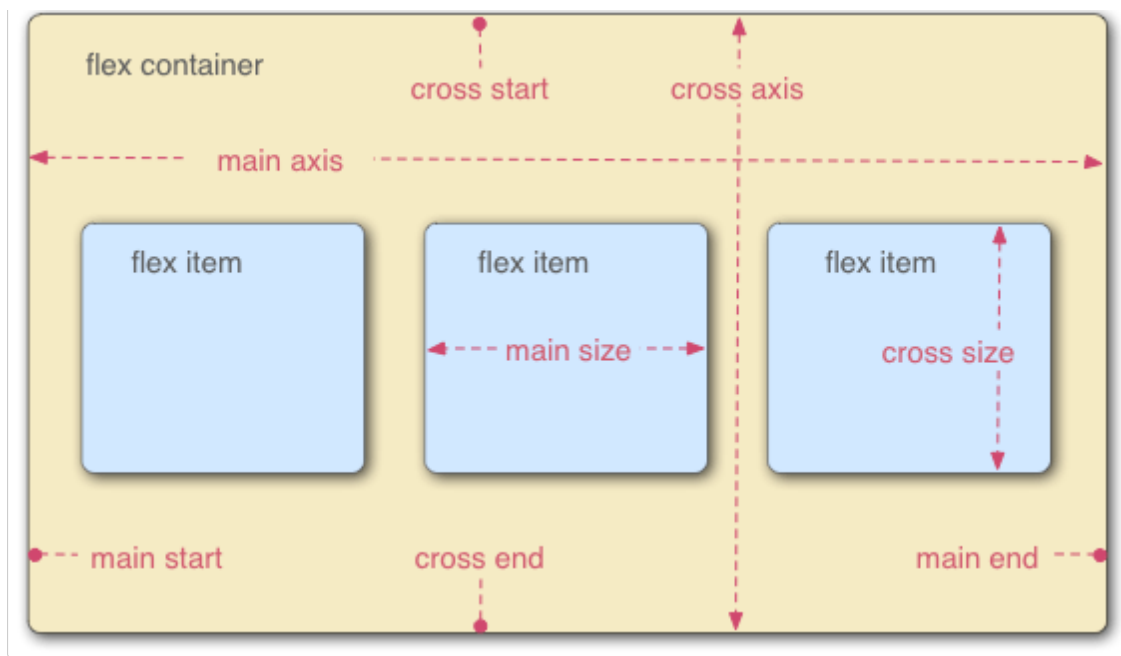 flex container
cross start
cross axis
main axis
flex item
flex item
flex item
main size
cross size
main start
cross end
main end